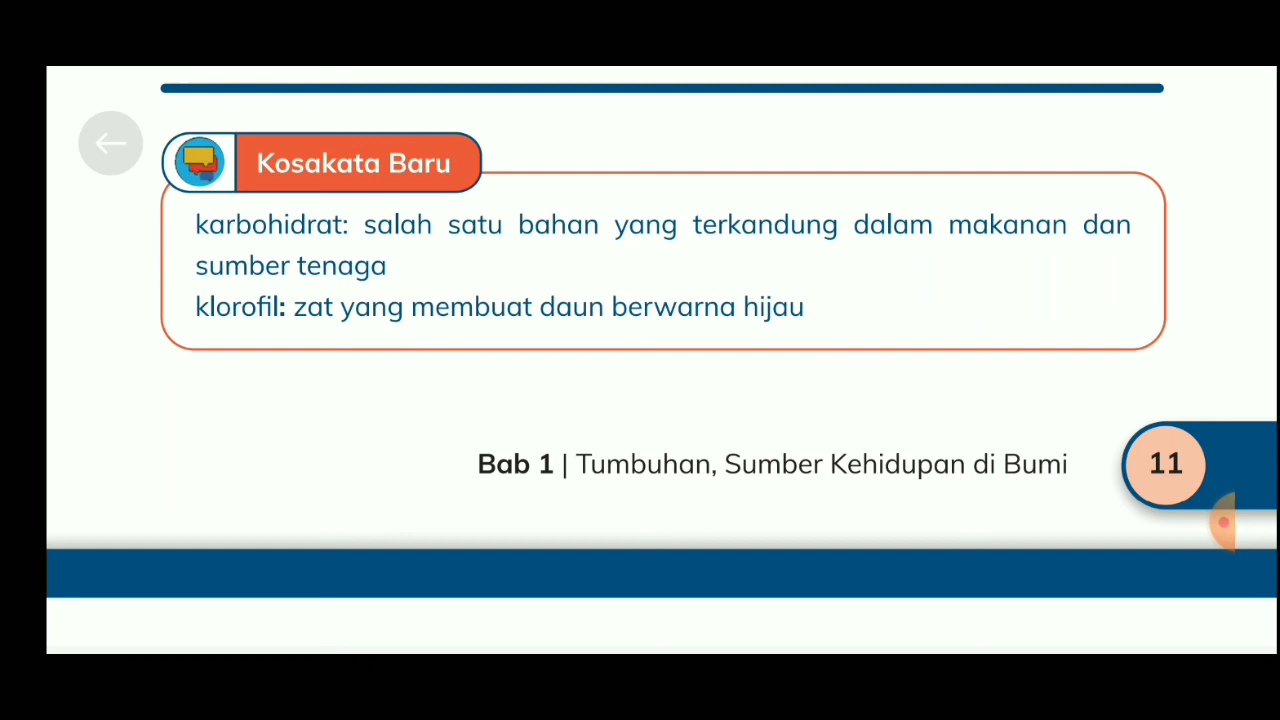 Kosakata Baru
karbohidrat: salah satu bahan yang terkandung dalam makanan dan
sumber tenaga
klorofil: zat yang membuat daun berwarna hijau
Bab 1 | Tumbuhan, Sumber Kehidupan di Bumi
11